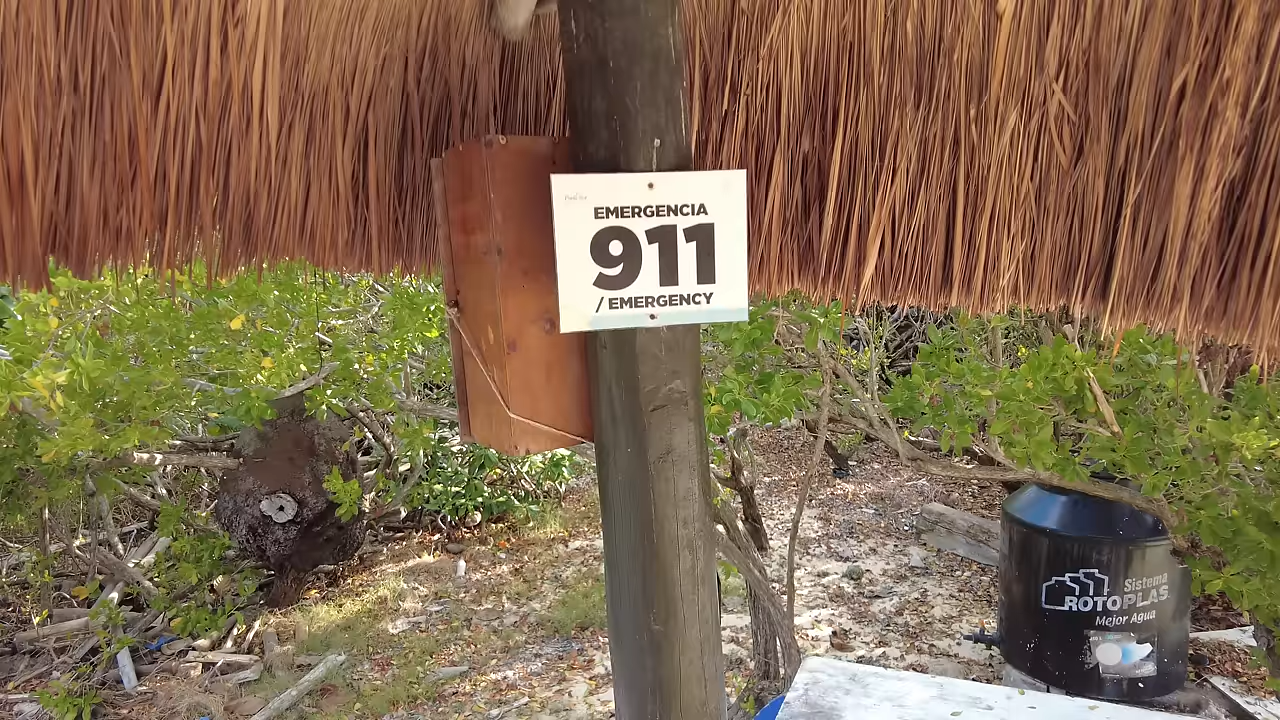 EMERGENCIA
911
/ EMERGENCY
Sistema
ROTOPLAS
Mejor Agua